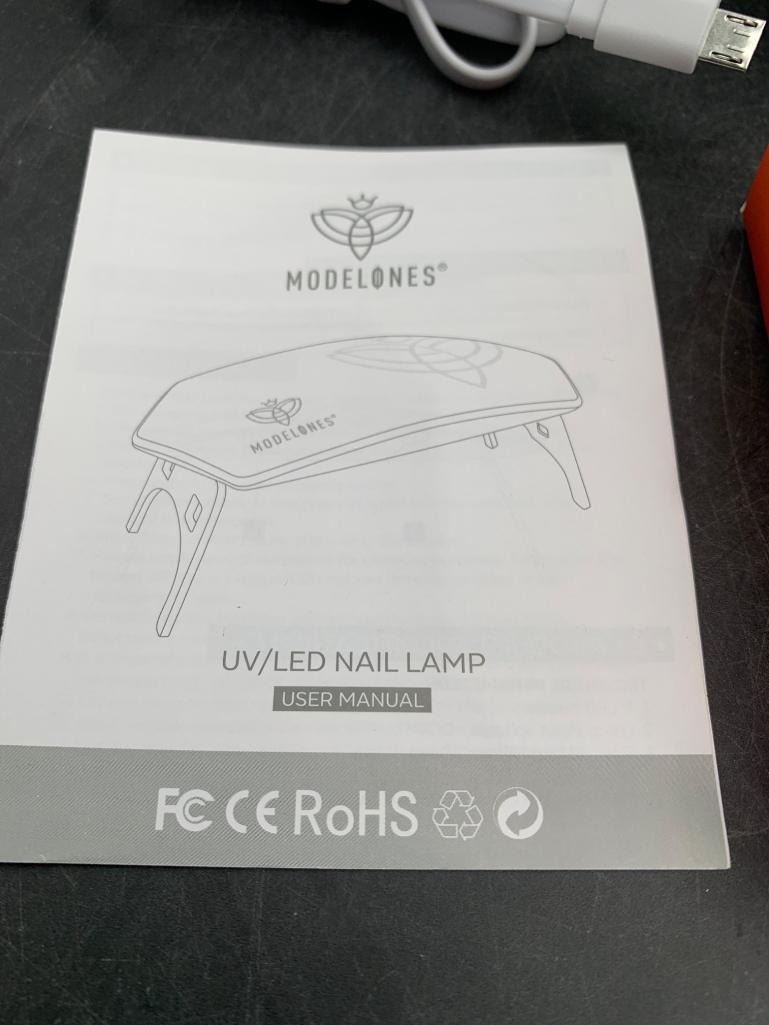 MODELONES®
MODELONES®
UV/LED NAIL LAMP
USER MANUAL
FC CE RoHS